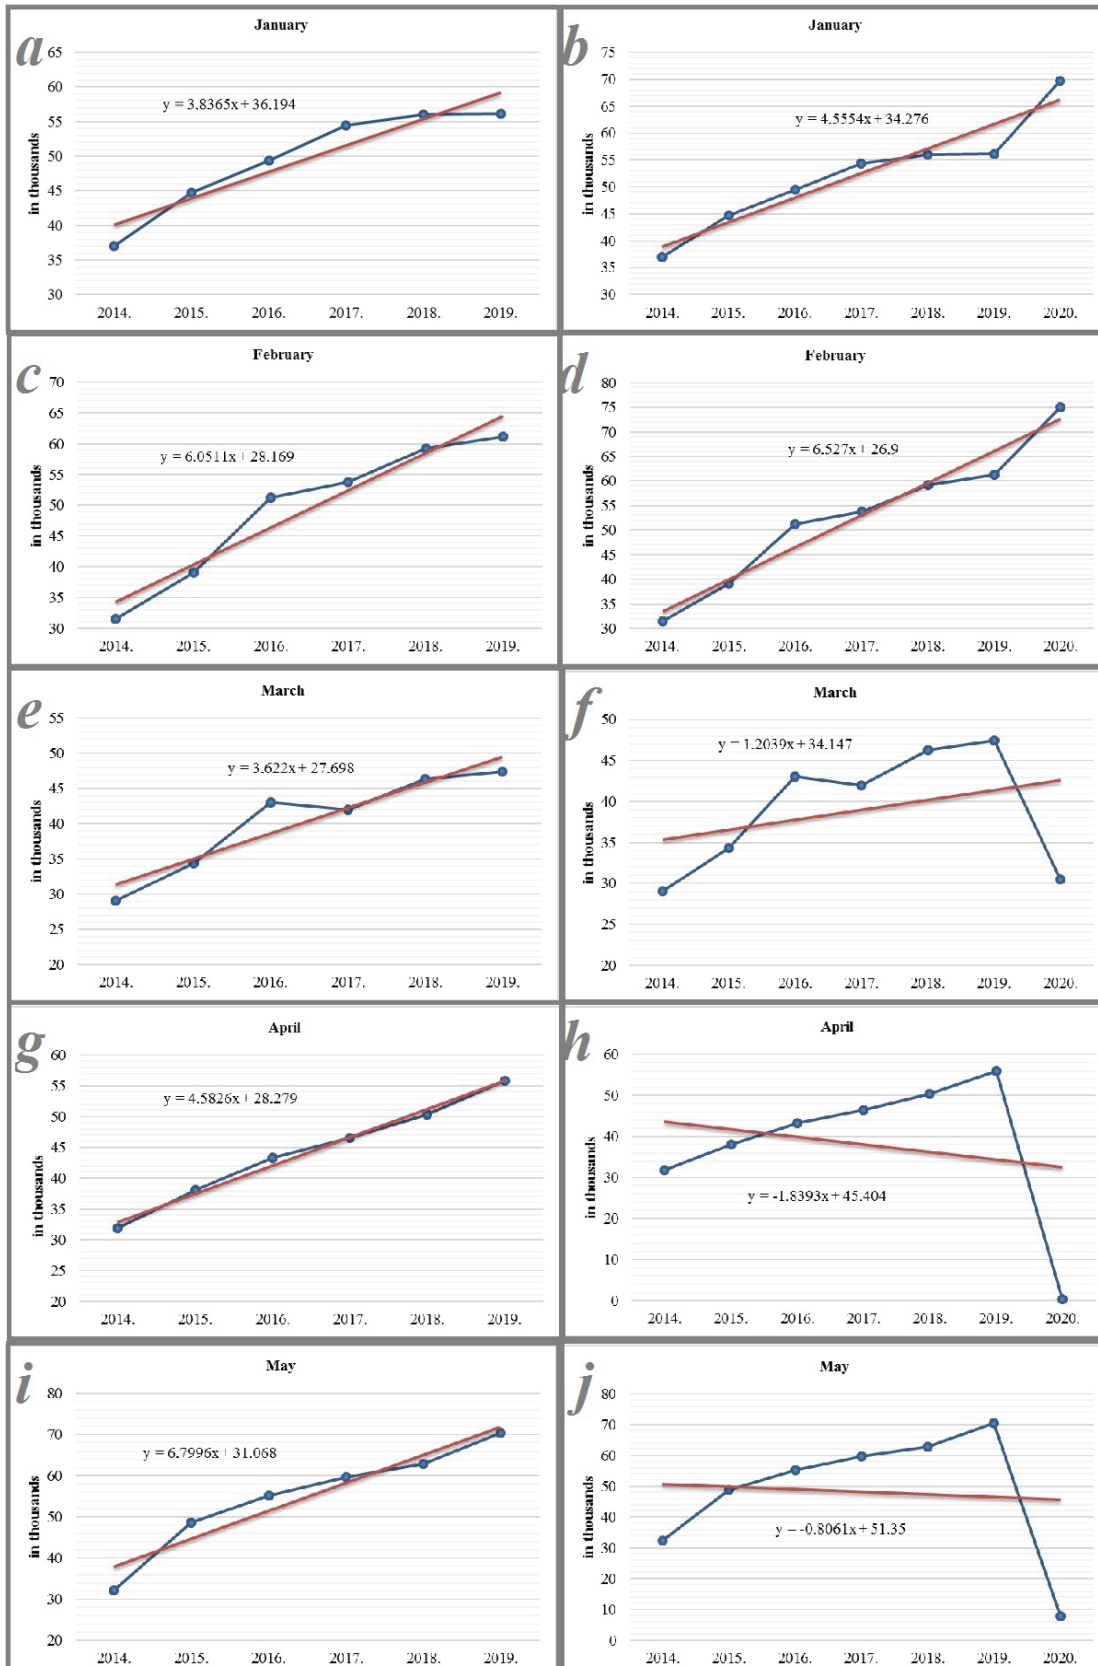 a
January
65
60
55
50
45
40
35
30
in thousands
y = 3.8365x + 36.194
2014. 2015. 2016. 2017. 2018. 2019.
b
January
75
70
65
60
55
50
45
40
35
30
in thousands
y = 4.5554x + 34.276
2014. 2015. 2016. 2017. 2018. 2019. 2020.
c
February
70
65
60
55
50
45
40
35
30
in thousands
y = 6.0511x + 28.169
2014. 2015. 2016. 2017. 2018. 2019.
d
February
80
75
70
65
60
55
50
45
40
35
30
in thousands
y = 6.527x + 26.9
2014. 2015. 2016. 2017. 2018. 2019. 2020.
e
March
55
50
45
40
35
30
25
20
in thousands
y = 3.622x + 27.698
2014. 2015. 2016. 2017. 2018. 2019.
f
March
50
45
40
35
30
25
20
in thousands
y = 1.2039x + 34.147
2014. 2015. 2016. 2017. 2018. 2019. 2020.
g
April
60
55
50
45
40
35
30
25
20
in thousands
y = 4.5826x + 28.279
2014. 2015. 2016. 2017. 2018. 2019.
h
April
60
50
40
30
20
10
0
in thousands
y = -1.8393x + 45.404
2014. 2015. 2016. 2017. 2018. 2019. 2020.
i
May
80
70
60
50
40
30
20
in thousands
y = 6.7996x + 31.068
2014. 2015. 2016. 2017. 2018. 2019.
j
May
80
70
60
50
40
30
20
10
0
in thousands
y = -0.8061x + 51.35
2014. 2015. 2016. 2017. 2018. 2019. 2020.